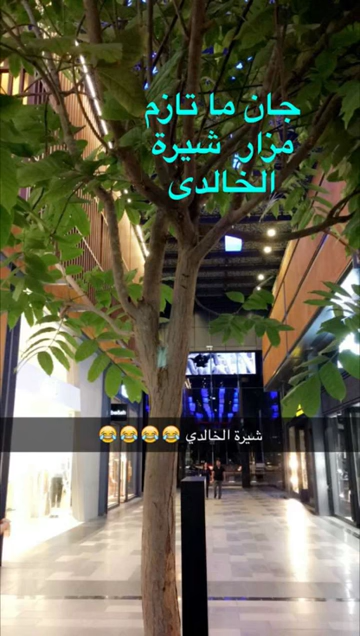 جان ما تازم
مزار شيرة
الخالدى
شيرة الخالدي 😂😂😂😂